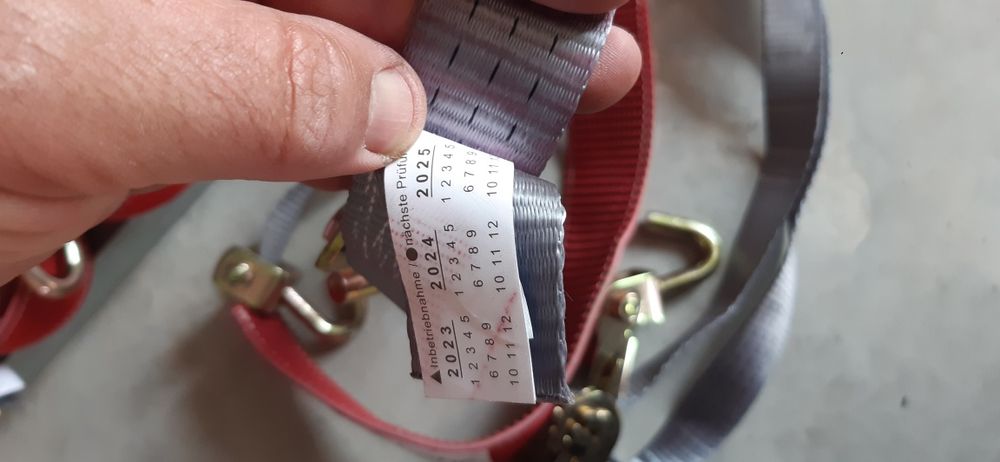 ▲Inbetriebnahme / ●nächste Prüfu
2023 2024 2025
1 2 3 4 5 1 2 3 4 5 1 2 3 4 5
6 7 8 9 6 7 8 9 6 7 8 9
10 11 12 10 11 12 10 11